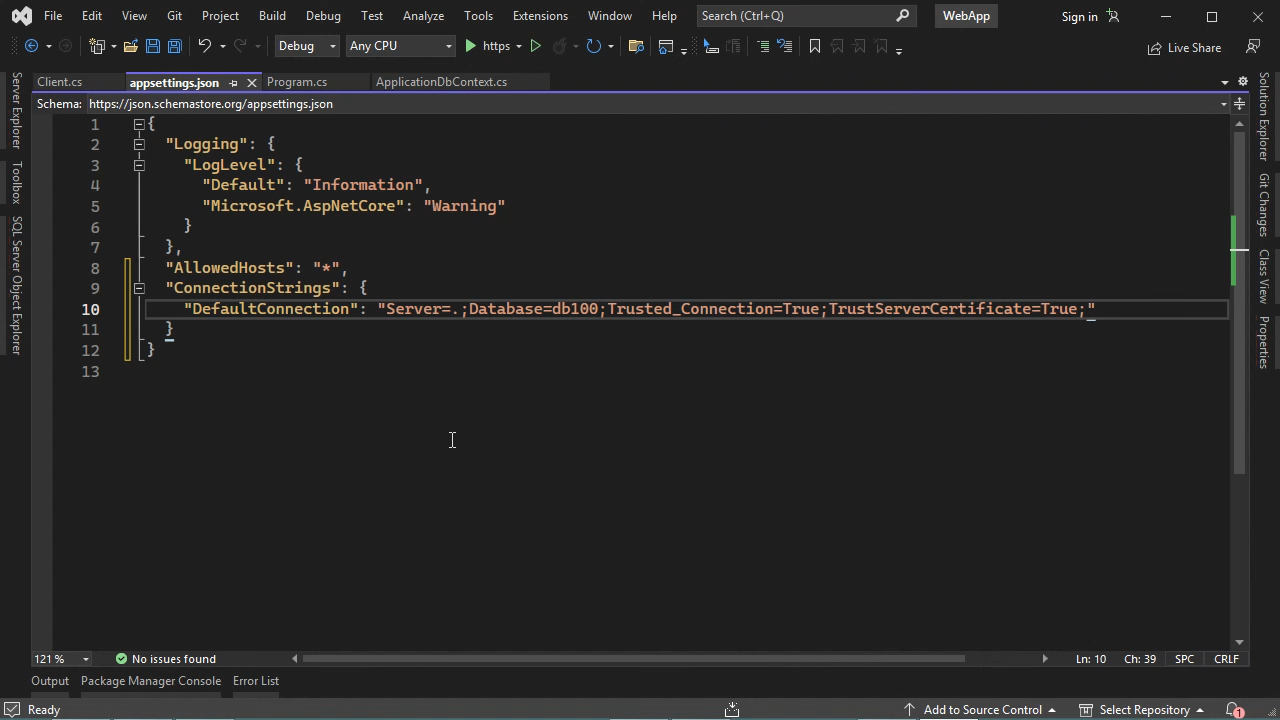 File Edit View Git Project Build Debug Test Analyze Tools Extensions Window Help Search (Ctrl+Q) WebApp Sign in
Debug Any CPU https Live Share
Client.cs appsettings.json Program.cs ApplicationDbContext.cs
Schema: https://json.schemastore.org/appsettings.json
1 {
2 "Logging": {
3 "LogLevel": {
4 "Default": "Information",
5 "Microsoft.AspNetCore": "Warning"
6 }
7 },
8 "AllowedHosts": "*",
9 "ConnectionStrings": {
10 "DefaultConnection": "Server=.;Database=db100;Trusted_Connection=True;TrustServerCertificate=True;"
11 }
12 }
13
Server Explorer
Toolbox
SQL Server Object Explorer
Solution Explorer
Git Changes
Class View
Properties
121 % No issues found Ln: 10 Ch: 39 SPC CRLF
Output Package Manager Console Error List
Ready Add to Source Control Select Repository 1